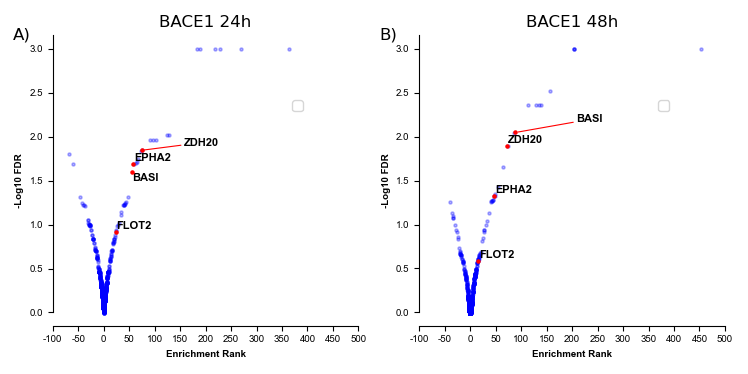 BACE1 24h
A)
3.0
2.5
2.0
1.5
1.0
0.5
0.0
-Log10 FDR
ZDH20
EPHA2
BASI
FLOT2
-100 -50 0 50 100 150 200 250 300 350 400 450 500
Enrichment Rank
BACE1 48h
B)
3.0
2.5
2.0
1.5
1.0
0.5
0.0
-Log10 FDR
BASI
ZDH20
EPHA2
FLOT2
-100 -50 0 50 100 150 200 250 300 350 400 450 500
Enrichment Rank